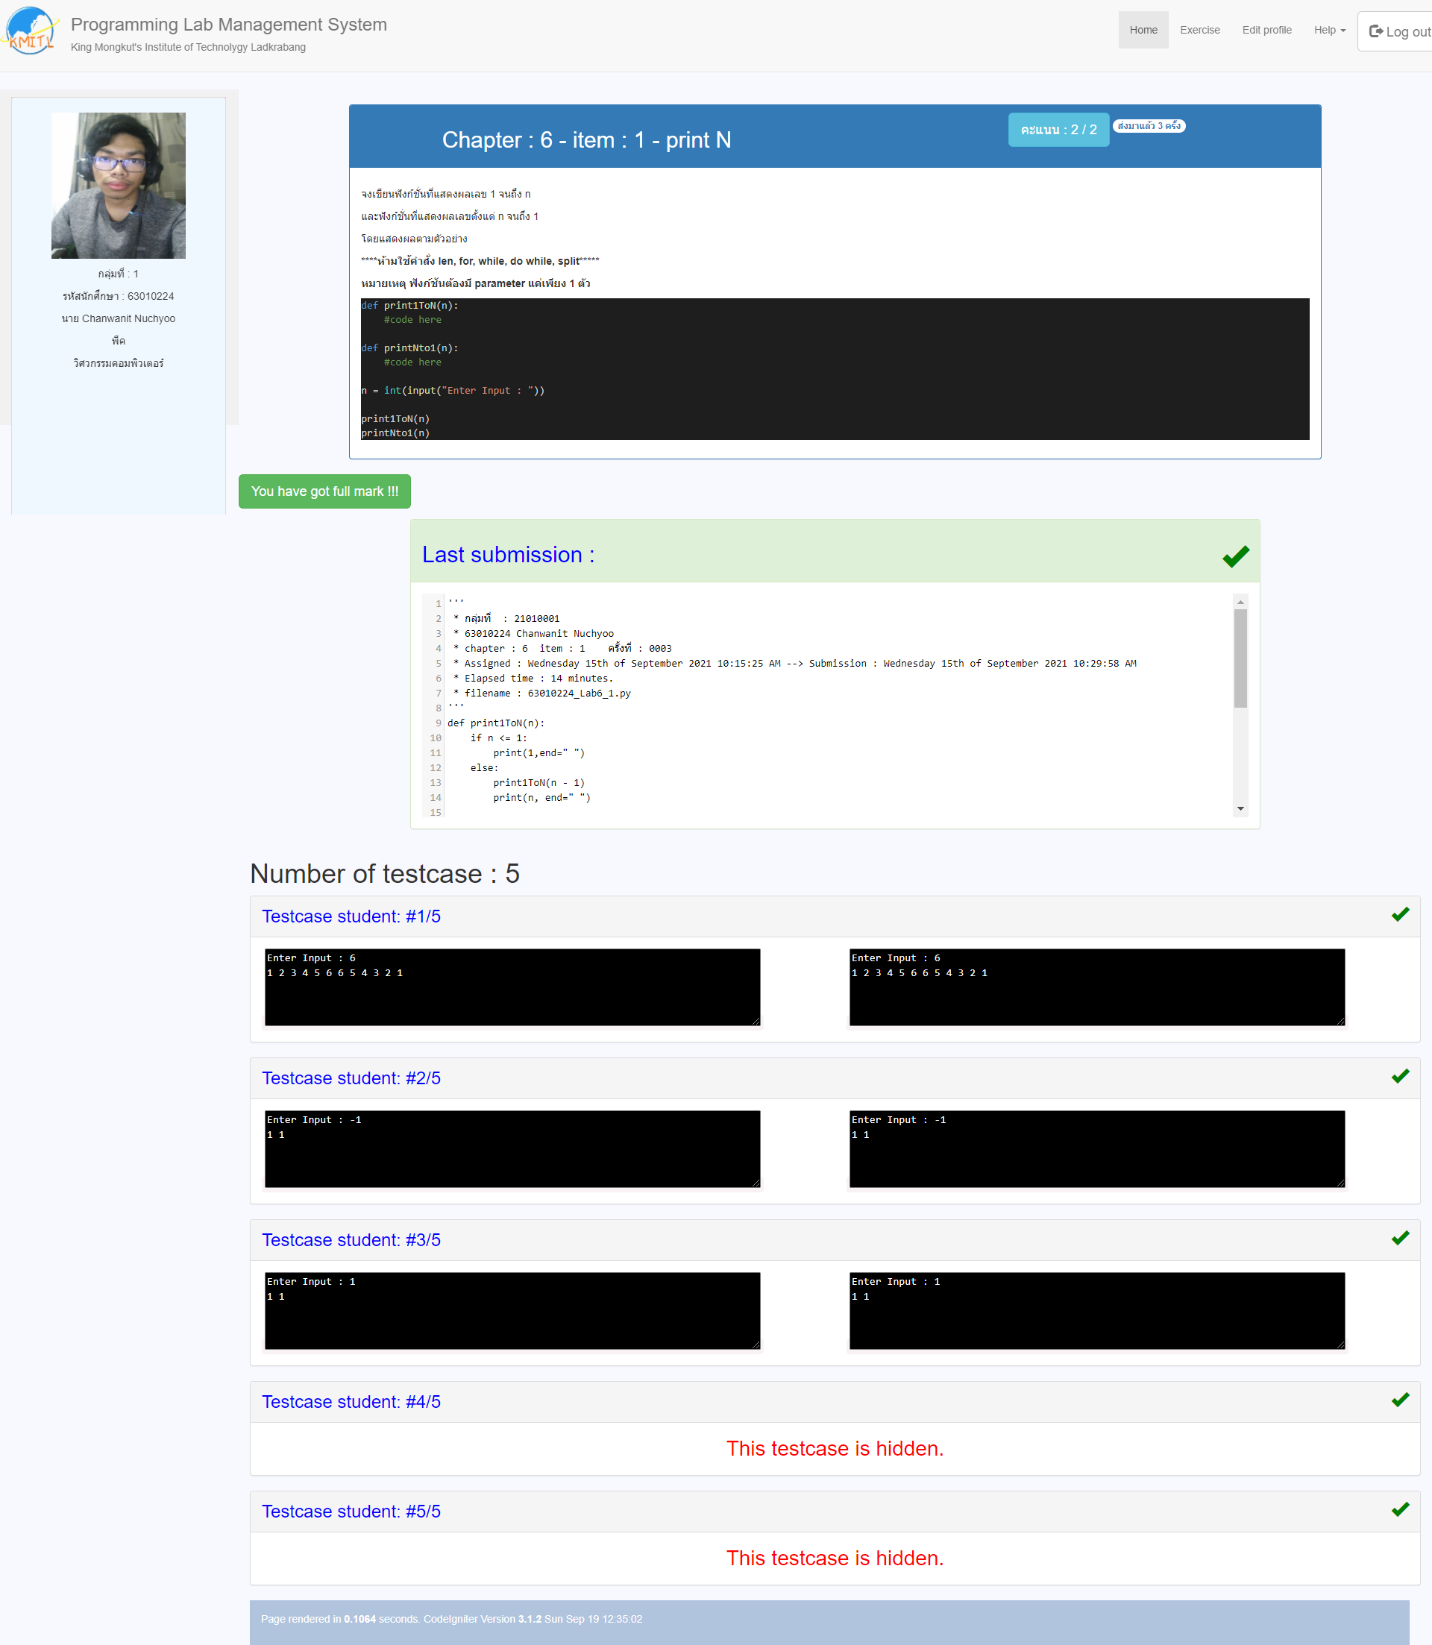 KMITL
Programming Lab Management System
King Mongkut's Institute of Technolygy Ladkrabang
Home
Exercise
Edit profile
Help
Log out
กลุ่มที่ : 1
รหัสนักศึกษา : 63010224
นาย Chanwanit Nuchyoo
พีค
วิศวกรรมคอมพิวเตอร์
Chapter : 6 - item : 1 - print N
คะแนน : 2 / 2
ส่งมาแล้ว 3 ครั้ง
จงเขียนฟังก์ชั่นที่แสดงผลเลข 1 จนถึง n
และฟังก์ชั่นที่แสดงผลเลขตั้งแต่ n จนถึง 1
โดยแสดงผลตามตัวอย่าง
****ห้ามใช้คำสั่ง len, for, while, do while, split*****
หมายเหตุ ฟังก์ชั่นต้องมี parameter แค่เพียง 1 ตัว
def print1ToN(n):
    #code here
def printNto1(n):
    #code here
n = int(input("Enter Input : "))
print1ToN(n)
printNto1(n)
You have got full mark !!!
Last submission :
1 '''
2  * กลุ่มที่  : 21010001
3  * 63010224 Chanwanit Nuchyoo
4  * chapter : 6  item : 1    ครั้งที่ : 0003
5  * Assigned : Wednesday 15th of September 2021 10:15:25 AM --> Submission : Wednesday 15th of September 2021 10:29:58 AM
6  * Elapsed time : 14 minutes.
7  * filename : 63010224_Lab6_1.py
8 '''
9 def print1ToN(n):
10     if n <= 1:
11         print(1,end=" ")
12     else:
13         print1ToN(n - 1)
14         print(n, end=" ")
15
Number of testcase : 5
Testcase student: #1/5
Enter Input : 6
1 2 3 4 5 6 6 5 4 3 2 1
Enter Input : 6
1 2 3 4 5 6 6 5 4 3 2 1
Testcase student: #2/5
Enter Input : -1
1 1
Enter Input : -1
1 1
Testcase student: #3/5
Enter Input : 1
1 1
Enter Input : 1
1 1
Testcase student: #4/5
This testcase is hidden.
Testcase student: #5/5
This testcase is hidden.
Page rendered in 0.1064 seconds. CodeIgniter Version 3.1.2 Sun Sep 19 12:35:02